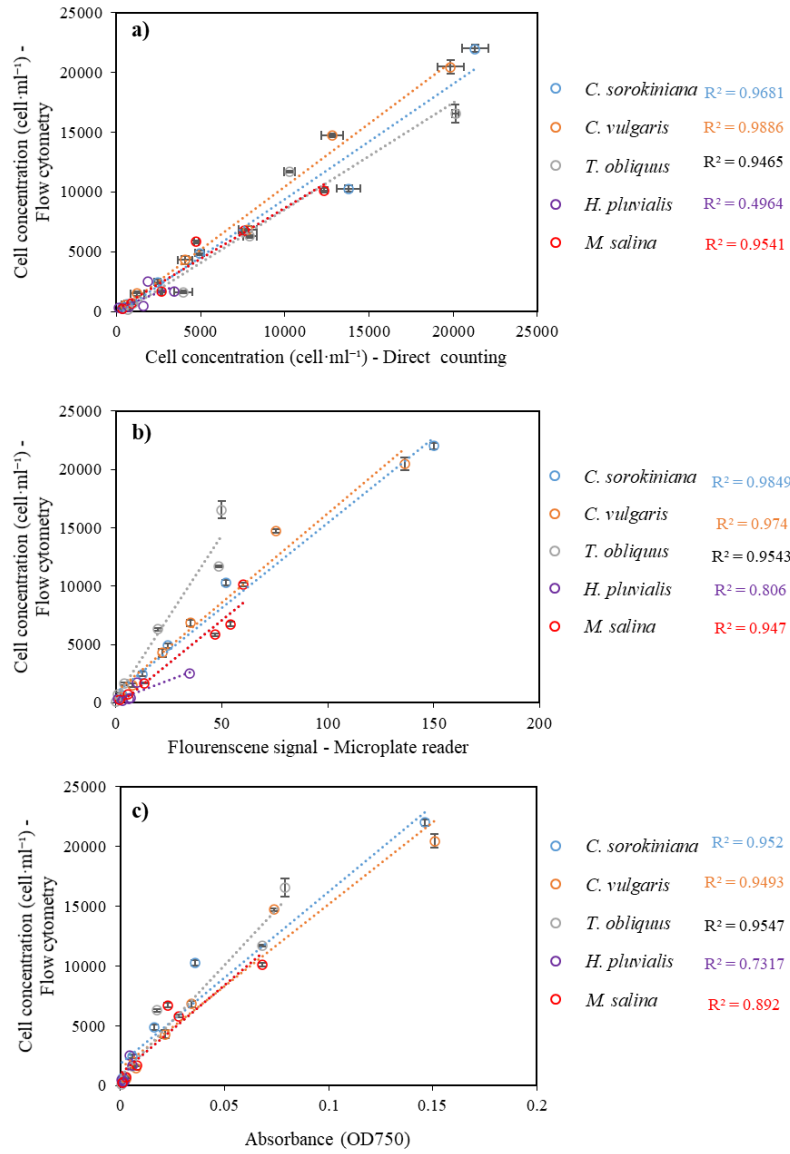 a)
Cell concentration (cell·ml⁻¹) -
Flow cytometry
25000
20000
15000
10000
5000
0
0 5000 10000 15000 20000 25000
Cell concentration (cell·ml⁻¹) - Direct counting
C. sorokiniana R² = 0.9681
C. vulgaris R² = 0.9886
T. obliquus R² = 0.9465
H. pluvialis R² = 0.4964
M. salina R² = 0.9541
b)
Cell concentration (cell·ml⁻¹) -
Flow cytometry
25000
20000
15000
10000
5000
0
0 50 100 150 200
Flourenscene signal - Microplate reader
C. sorokiniana R² = 0.9849
C. vulgaris R² = 0.974
T. obliquus R² = 0.9543
H. pluvialis R² = 0.806
M. salina R² = 0.947
c)
Cell concentration (cell·ml⁻¹) -
Flow cytometry
25000
20000
15000
10000
5000
0
0 0.05 0.1 0.15 0.2
Absorbance (OD750)
C. sorokiniana R² = 0.952
C. vulgaris R² = 0.9493
T. obliquus R² = 0.9547
H. pluvialis R² = 0.7317
M. salina R² = 0.892